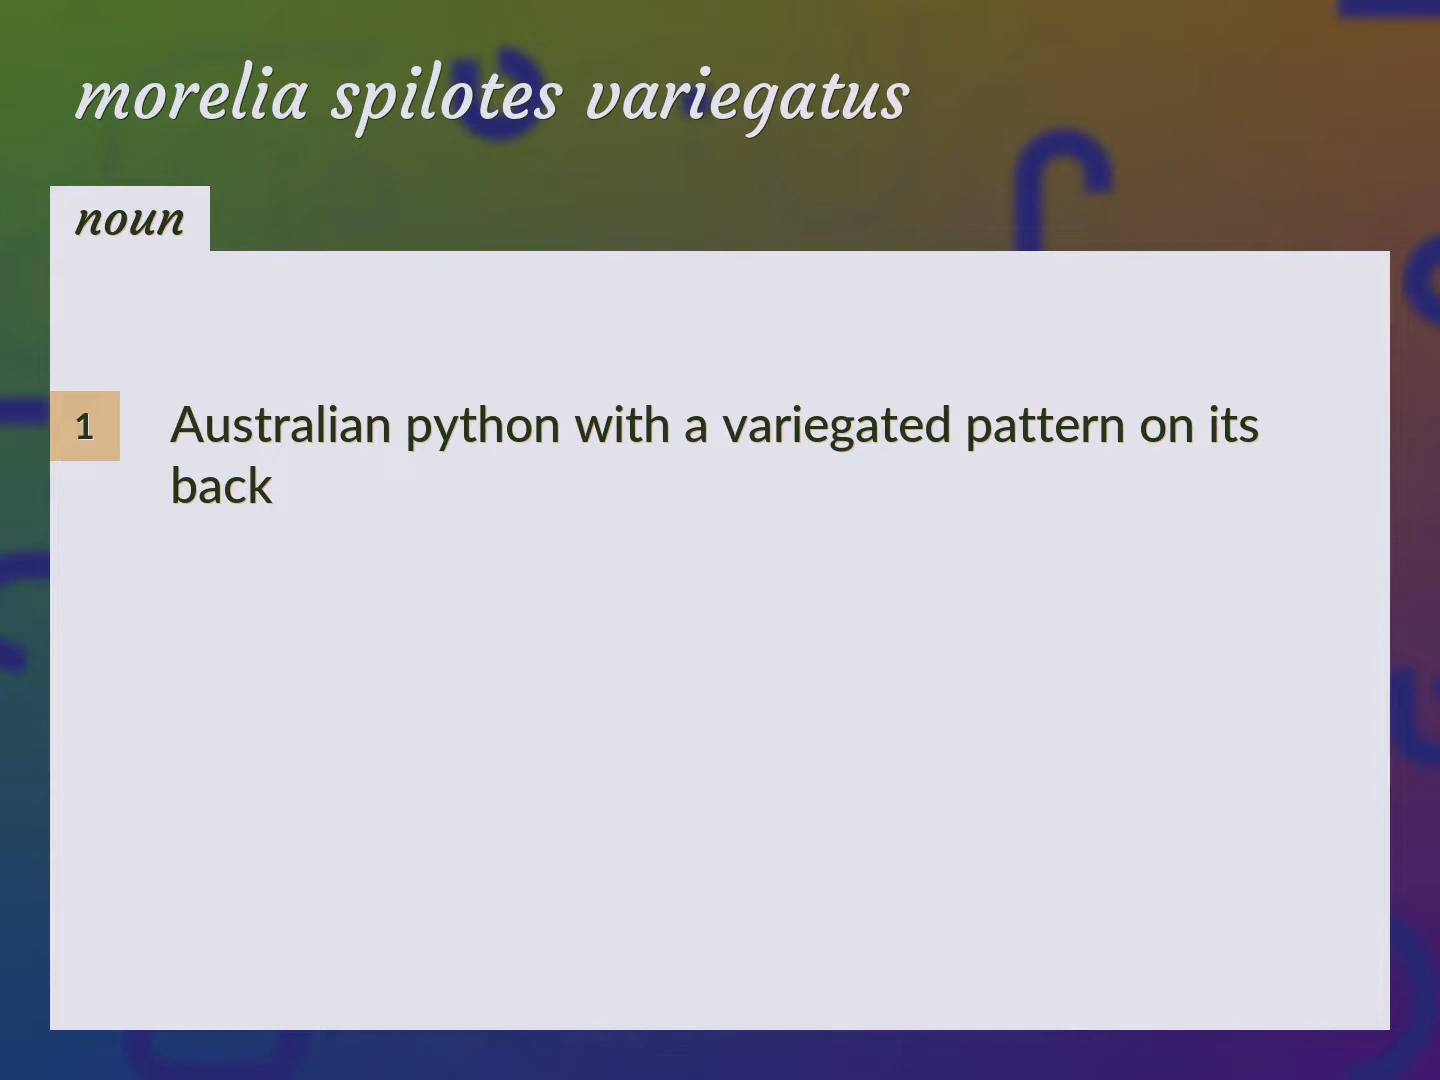 morelia spilotes variegatus
noun
1
Australian python with a variegated pattern on its
back